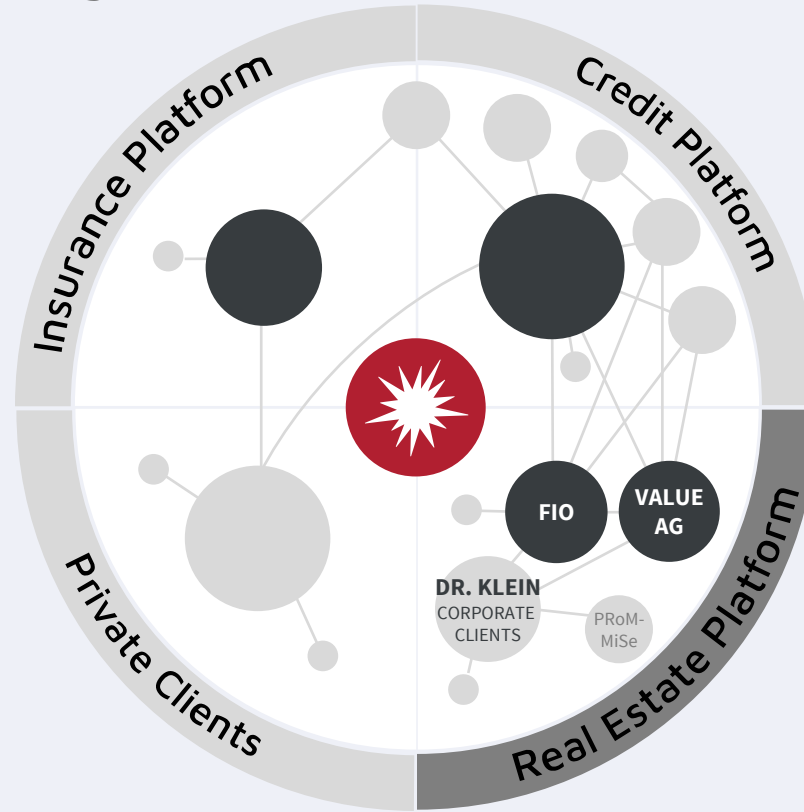 Insurance Platform
Credit Platform
FIO
VALUE
AG
DR. KLEIN
CORPORATE
CLIENTS
PRoM-
MiSe
Private Clients
Real Estate Platform